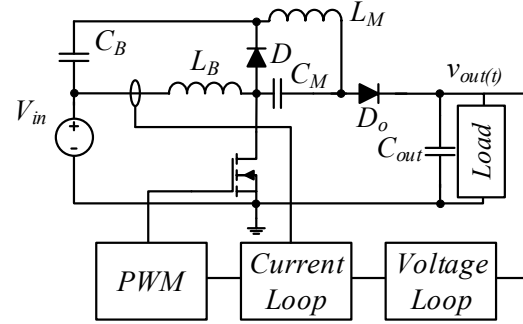 L_M
C_B
D
L_B
C_M
v_out(t)
V_in
+
-
D_o
C_out
Load
PWM
Current
Loop
Voltage
Loop